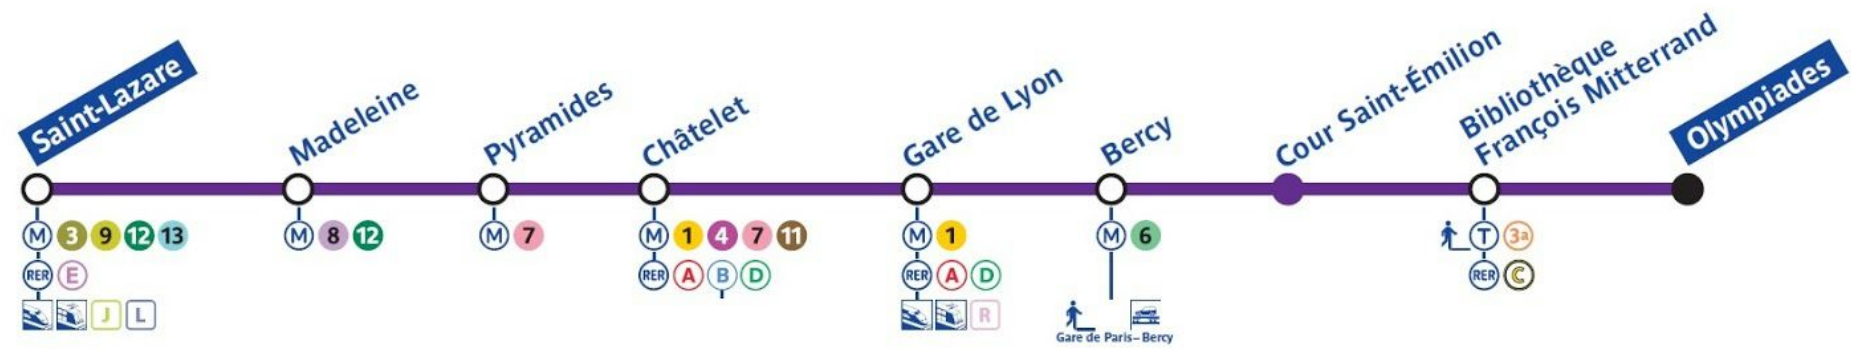 Saint-Lazare
Madeleine
Pyramides
Châtelet
Gare de Lyon
Bercy
Cour Saint-Émilion
Bibliothèque
François Mitterrand
Olympiades
M 3 9 12 13
RER E
J L
M 8 12
M 7
M 1 4 7 11
RER A B D
M 1
RER A D
R
M 6
Gare de Paris–Bercy
T 3a
RER C